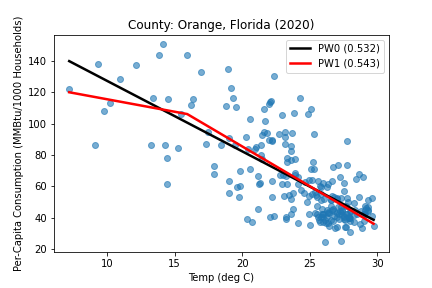 County: Orange, Florida (2020)
PW0 (0.532)
PW1 (0.543)
Per-Capita Consumption (MMBtu/1000 Households)
140
120
100
80
60
40
20
10
15
20
25
30
Temp (deg C)